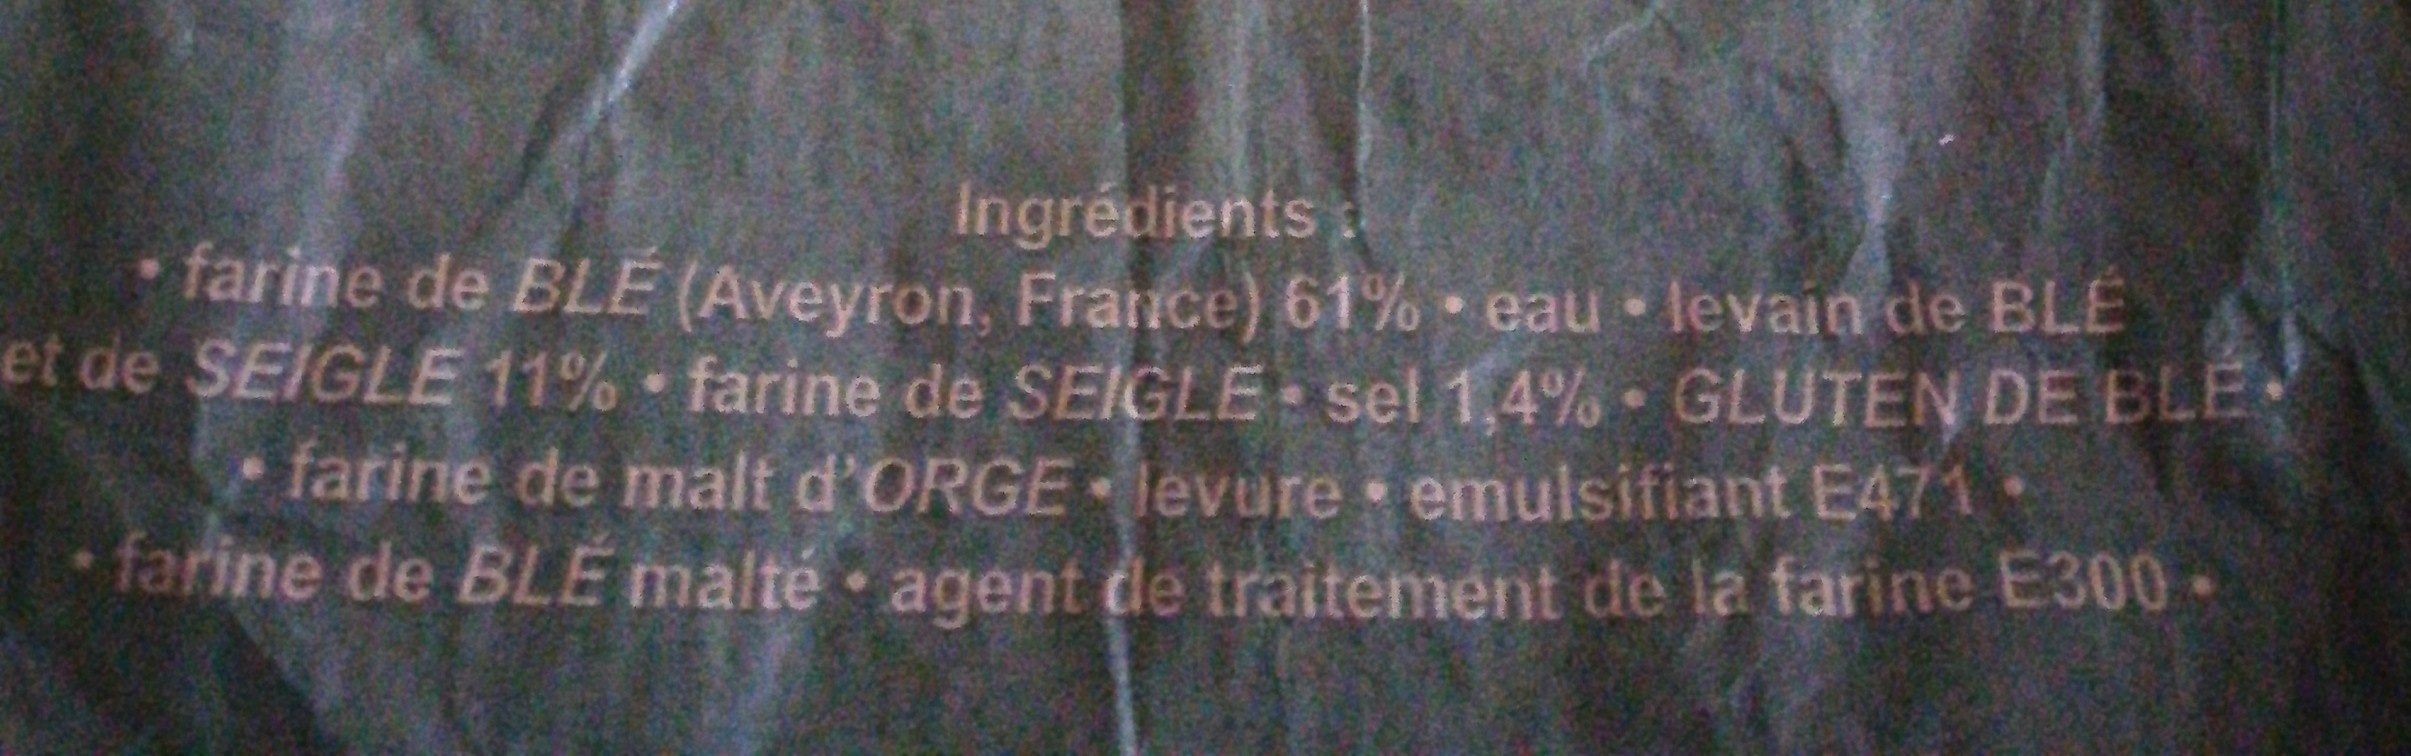 Ingrédients :
• farine de BLÉ (Aveyron, France) 61% • eau • levain de BLÉ
et de SEIGLE 11% • farine de SEIGLE • sel 1,4% • GLUTEN DE BLÉ •
• farine de malt d'ORGE • levure • emulsifiant E471 •
• farine de BLÉ malté • agent de traitement de la farine E300 •